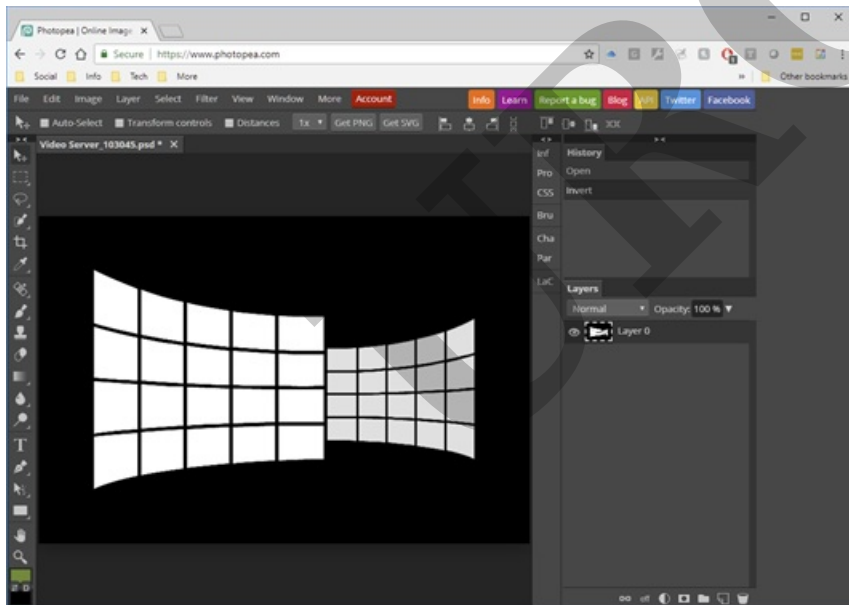 Photopea | Online Image
Secure | https://www.photopea.com
Social Info Tech More » Other bookmarks
File Edit Image Layer Select Filter View Window More Account Info Learn Report a bug Blog API Twitter Facebook
Auto-Select Transform controls Distances 1x Get PNG Get SVG
Video Server_103045.psd *
Inf
Pro
CSS
Bru
Cha
Par
LaC
History
Open
Invert
Layers
Normal Opacity: 100 %
Layer 0
T
D